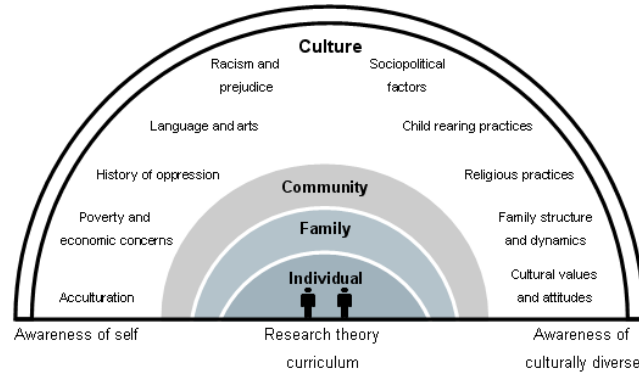 Culture
Racism and
prejudice
Sociopolitical
factors
Language and arts
Child rearing practices
History of oppression
Religious practices
Community
Poverty and
economic concerns
Family structure
and dynamics
Family
Individual
Acculturation
Cultural values
and attitudes
Awareness of self
Research theory
curriculum
Awareness of
culturally diverse